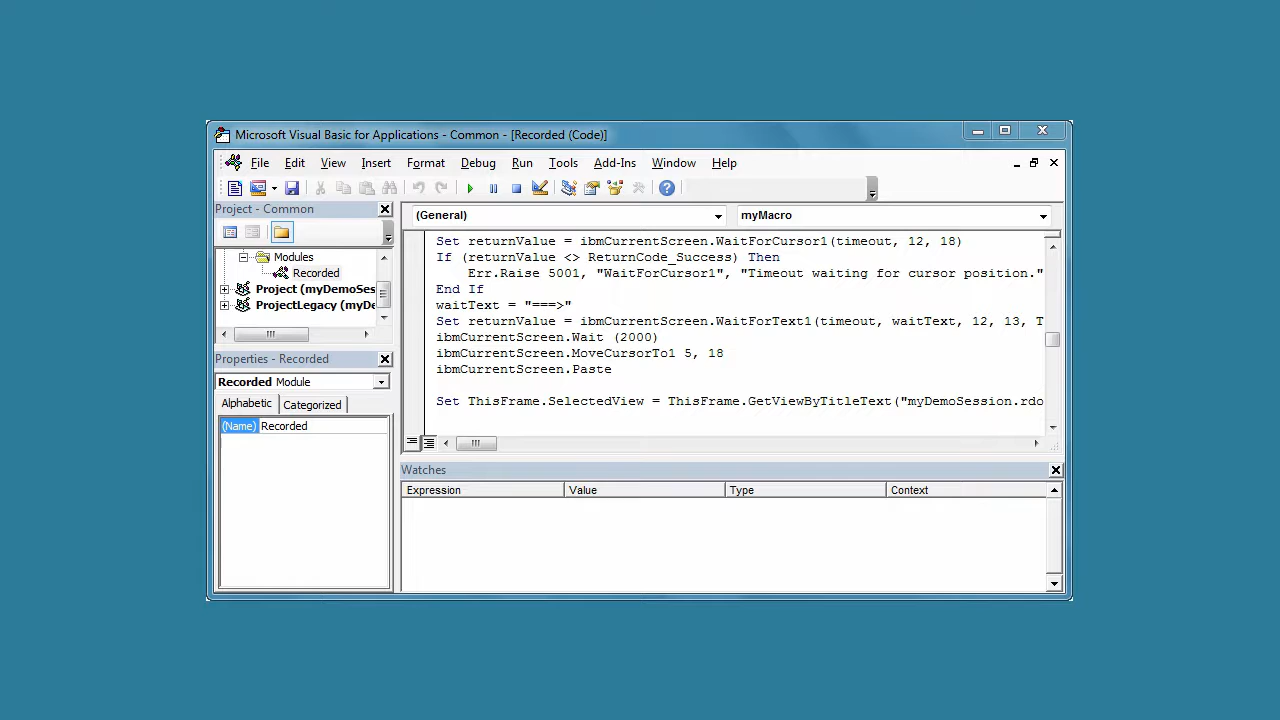 Microsoft Visual Basic for Applications - Common - [Recorded (Code)]
File Edit View Insert Format Debug Run Tools Add-Ins Window Help
Project - Common
Modules
Recorded
Project (myDemoSes
ProjectLegacy (myDe
Properties - Recorded
Recorded Module
Alphabetic Categorized
(Name) Recorded
(General) myMacro
Set returnValue = ibmCurrentScreen.WaitForCursor1(timeout, 12, 18)
If (returnValue <> ReturnCode_Success) Then
Err.Raise 5001, "WaitForCursor1", "Timeout waiting for cursor position."
End If
waitText = "===>"
Set returnValue = ibmCurrentScreen.WaitForText1(timeout, waitText, 12, 13, T
ibmCurrentScreen.Wait (2000)
ibmCurrentScreen.MoveCursorTo1 5, 18
ibmCurrentScreen.Paste
Set ThisFrame.SelectedView = ThisFrame.GetViewByTitleText("myDemoSession.rdo
Watches
Expression Value Type Context